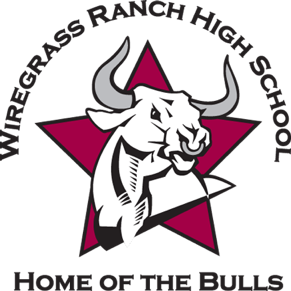 WIREGRASS RANCH HIGH SCHOOL
HOME OF THE BULLS